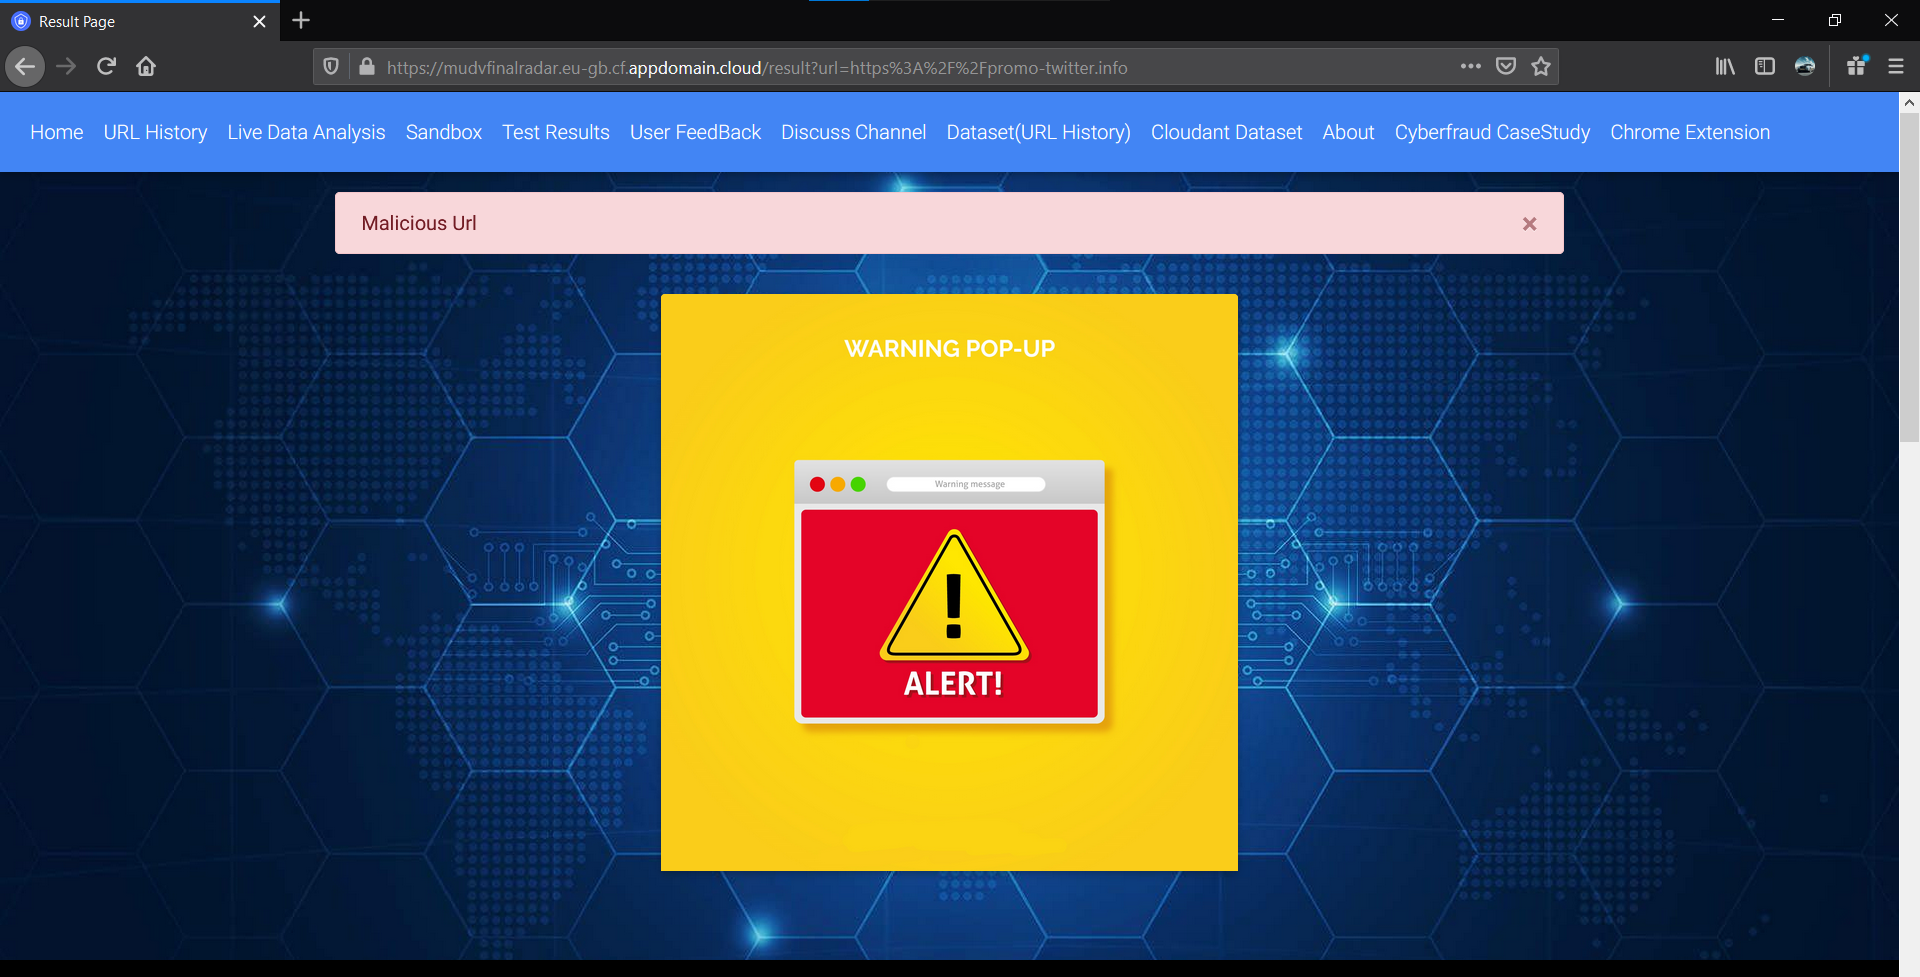 Result Page
https://mudvfinalradar.eu-gb.cf.appdomain.cloud/result?url=https%3A%2F%2Fpromo-twitter.info
Home URL History Live Data Analysis Sandbox Test Results User FeedBack Discuss Channel Dataset(URL History) Cloudant Dataset About Cyberfraud CaseStudy Chrome Extension
Malicious Url
WARNING POP-UP
Warning message
!
ALERT!